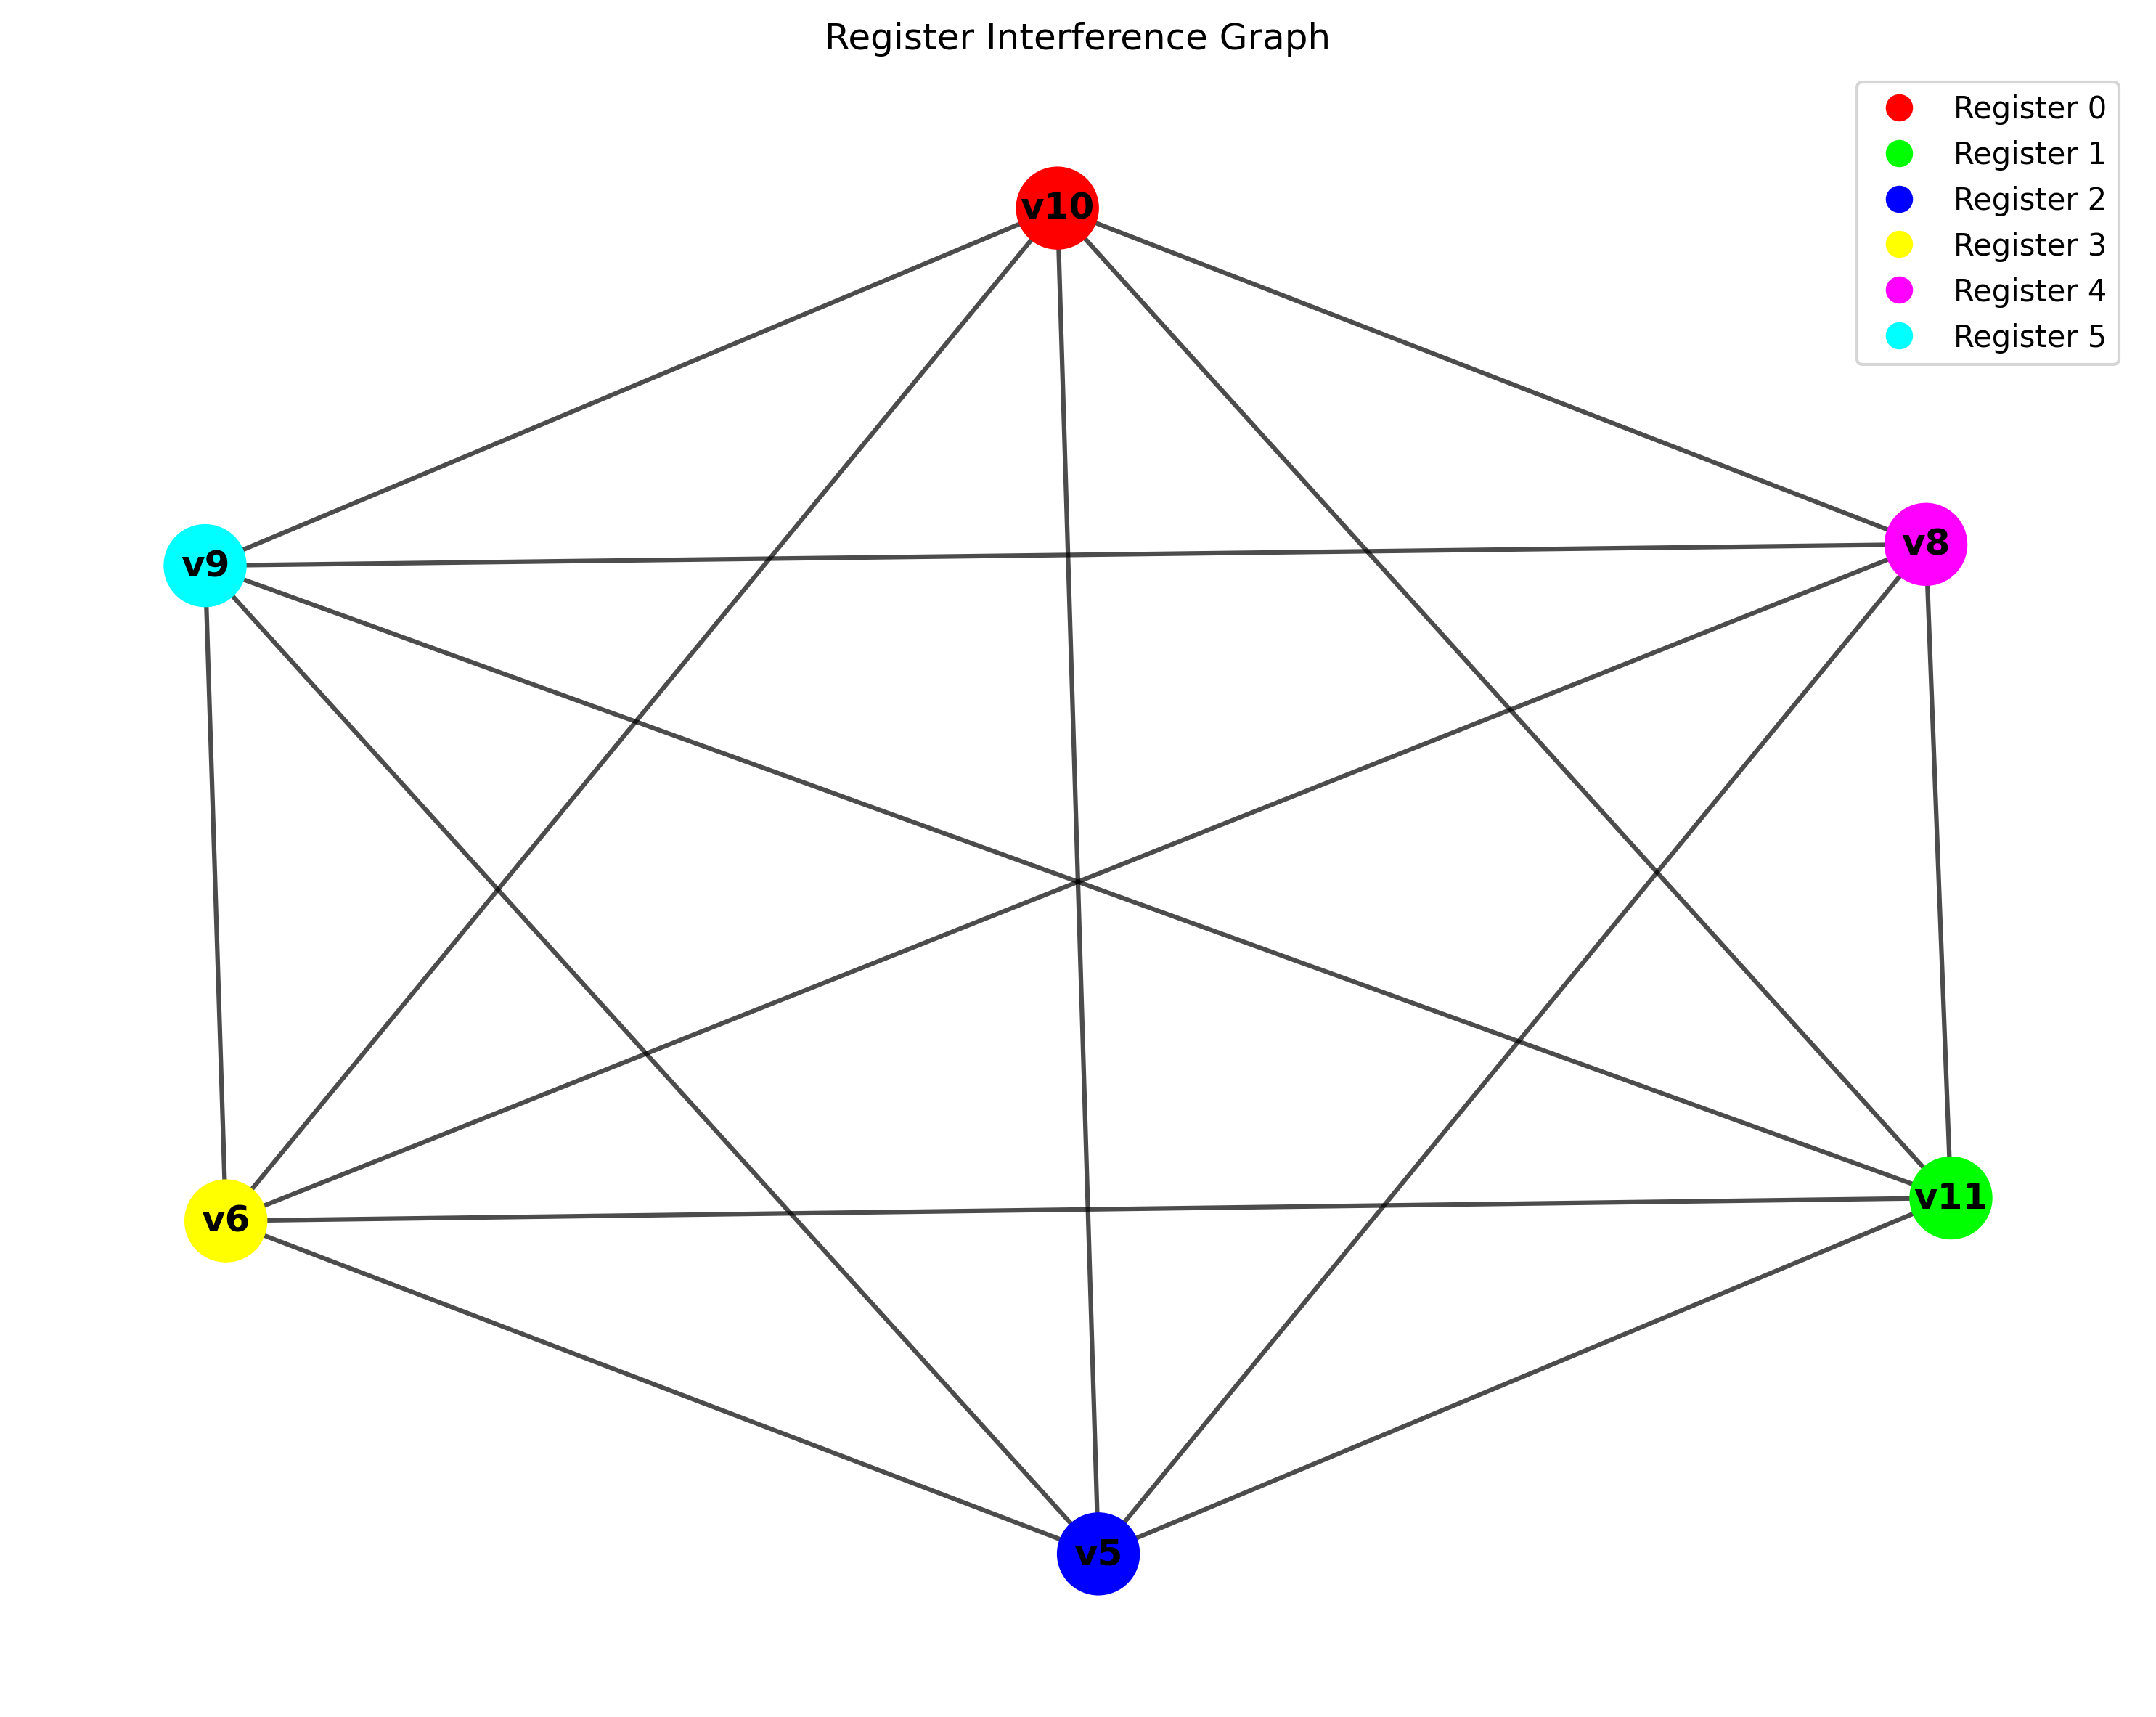 Register Interference Graph
Register 0
Register 1
Register 2
Register 3
Register 4
Register 5
v10
v8
v9
v11
v6
v5